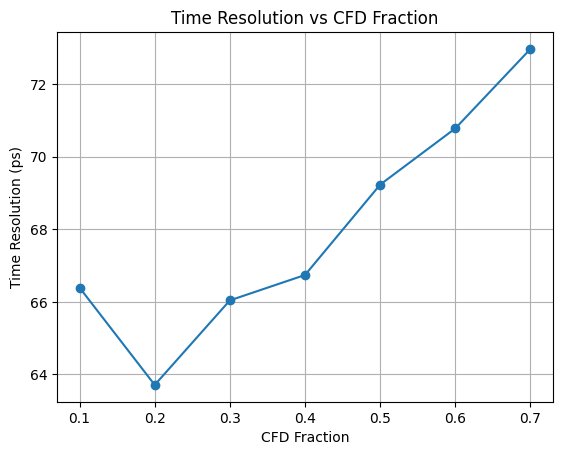 Time Resolution vs CFD Fraction
Time Resolution (ps)
72
70
68
66
64
0.1 0.2 0.3 0.4 0.5 0.6 0.7
CFD Fraction